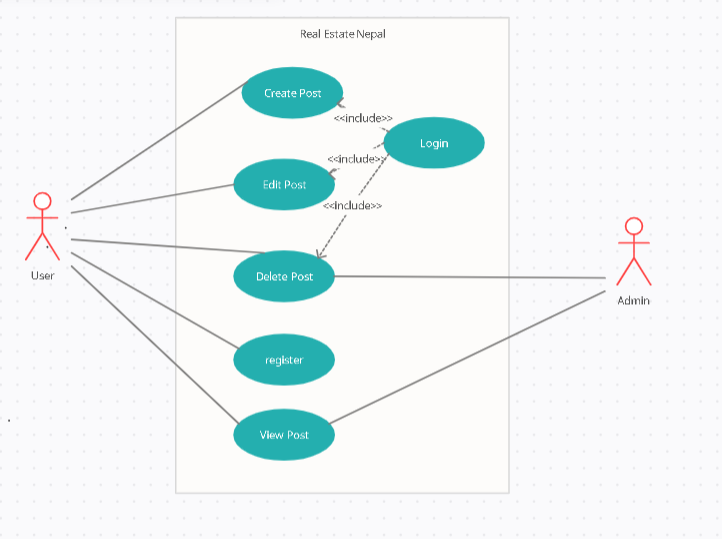 Real Estate Nepal
Create Post
<<include>>
Login
<<include>>
Edit Post
<<include>>
User
Delete Post
Admin
register
View Post